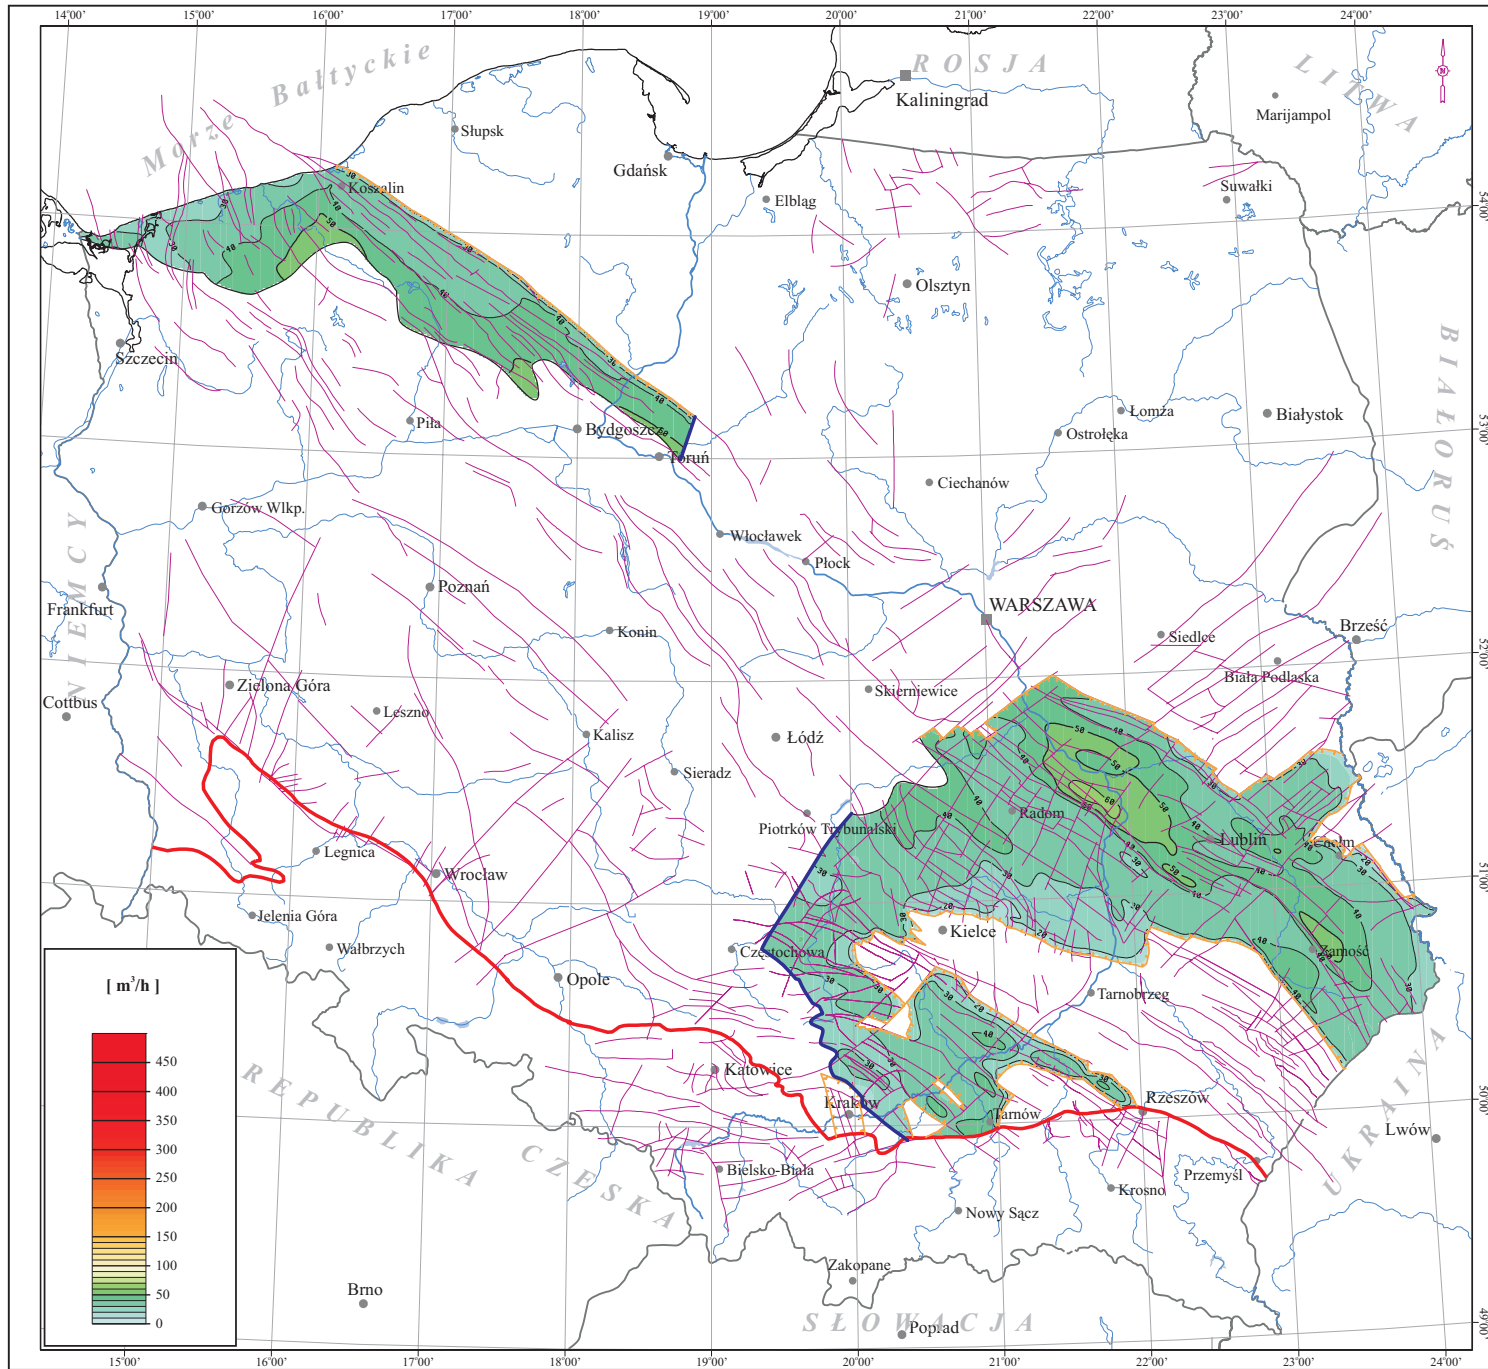 14°00' 15°00' 16°00' 17°00' 18°00' 19°00' 20°00' 21°00' 22°00' 23°00' 24°00'
Morze Bałtyckie
ROSJA
LITWA
N
Kaliningrad
Marijampol
Słupsk
Gdańsk
Elbląg
Suwałki
54°00'
Koszalin
Olsztyn
Szczecin
BIAŁORUŚ
Piła
Bydgoszcz
Toruń
Łomża
Białystok
Ostrołęka
53°00'
Ciechanów
Gorzów Wlkp.
Włocławek
Płock
NIEMCY
Frankfurt
Poznań
WARSZAWA
Konin
Siedlce
Brześć
52°00'
Biała Podlaska
Zielona Góra
Cottbus
Leszno
Skierniewice
Kalisz
Łódź
Sieradz
Piotrków Trybunalski
Radom
Lublin
Chełm
Legnica
Wrocław
51°00'
Jelenia Góra
Wałbrzych
Częstochowa
Kielce
Zamość
Opole
Tarnobrzeg
[ m³/h ]
450
400
350
300
250
200
150
100
50
0
REPUBLIKA CZESKA
Katowice
Kraków
Tarnów
Rzeszów
50°00'
Lwów
UKRAINA
Bielsko-Biała
Przemyśl
Krosno
Nowy Sącz
Zakopane
Brno
SŁOWACJA
Poprad
49°00'
15°00' 16°00' 17°00' 18°00' 19°00' 20°00' 21°00' 22°00' 23°00' 24°00'